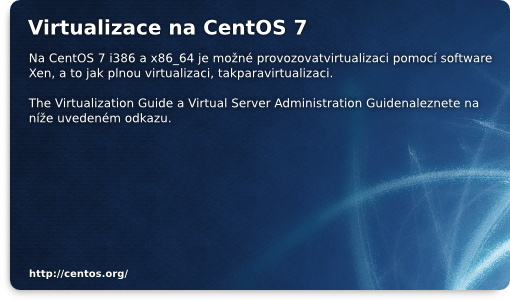 Virtualizace na CentOS 7
Na CentOS 7 i386 a x86_64 je možné provozovatvirtualizaci pomocí software
Xen, a to jak plnou virtualizaci, takparavirtualizaci.
The Virtualization Guide a Virtual Server Administration Guidenaleznete na
níže uvedeném odkazu.
http://centos.org/